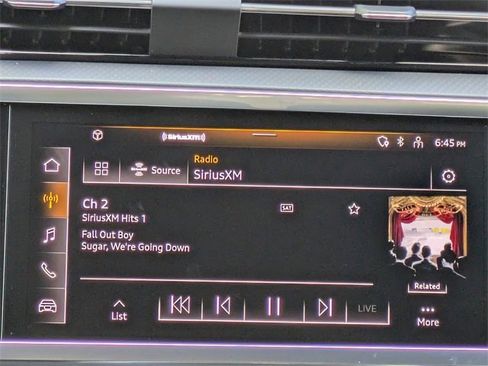 ((SiriusXM))
6:45 PM
Source
Radio
SiriusXM
Ch 2
SAT
SiriusXM Hits 1
Fall Out Boy
Sugar, We're Going Down
Related
List
LIVE
More